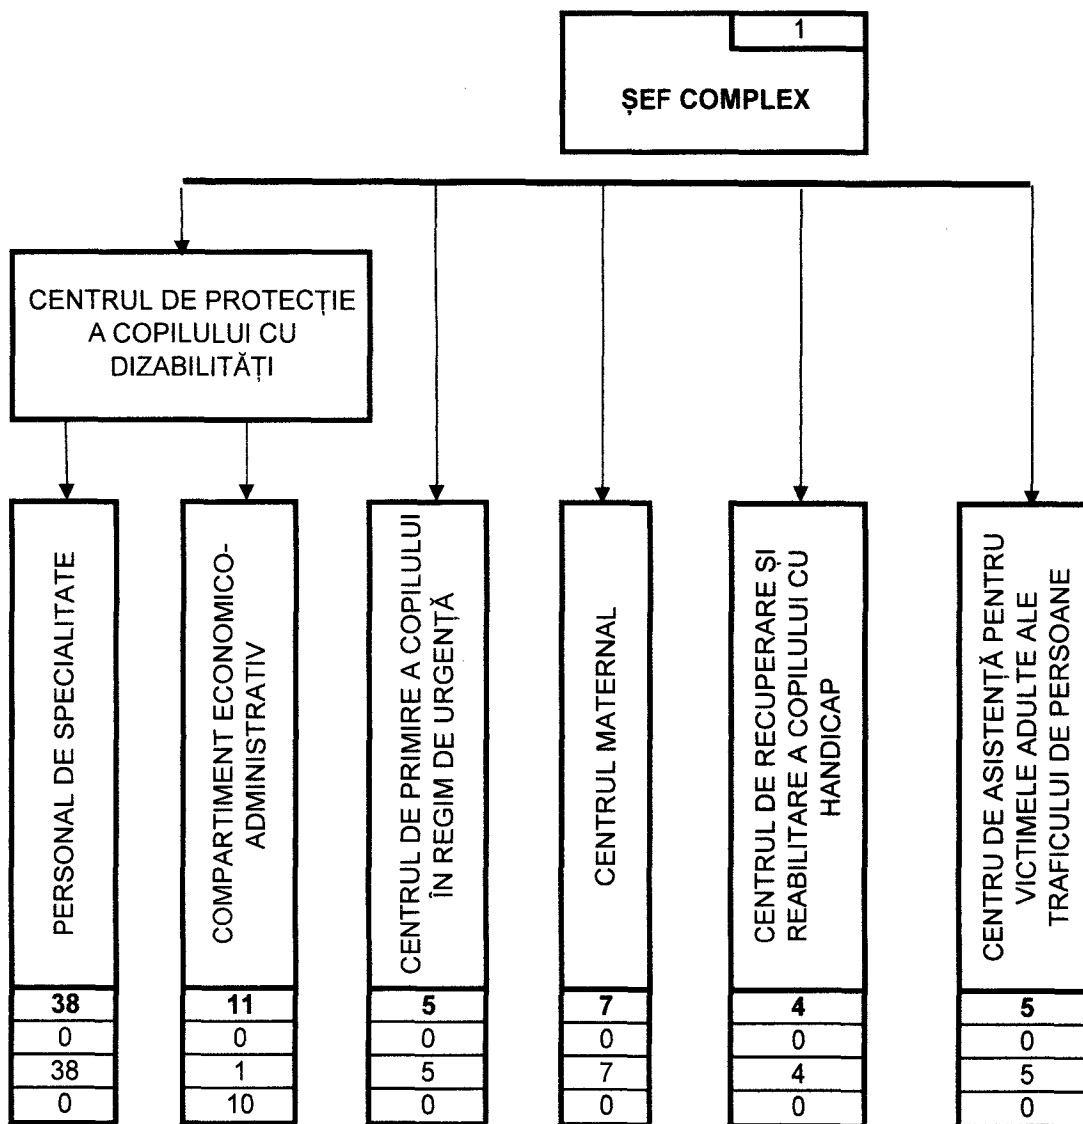 1
ȘEF COMPLEX
CENTRUL DE PROTECȚIE
A COPILULUI CU
DIZABILITĂȚI
PERSONAL DE SPECIALITATE
38
0
38
0
COMPARTIMENT ECONOMICO-
ADMINISTRATIV
11
0
1
10
CENTRUL DE PRIMIRE A COPILULUI
ÎN REGIM DE URGENȚĂ
5
0
5
0
CENTRUL MATERNAL
7
0
7
0
CENTRUL DE RECUPERARE ȘI
REABILITARE A COPILULUI CU
HANDICAP
4
0
4
0
CENTRU DE ASISTENȚĂ PENTRU
VICTIMELE ADULTE ALE
TRAFICULUI DE PERSOANE
5
0
5
0